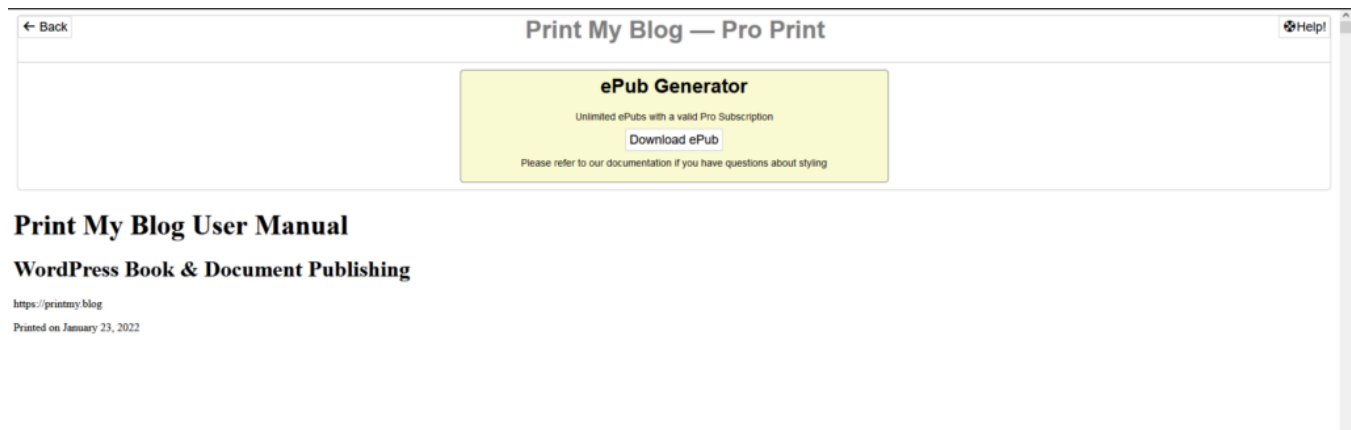 ← Back
Print My Blog — Pro Print
Help!
ePub Generator
Unlimited ePubs with a valid Pro Subscription
Download ePub
Please refer to our documentation if you have questions about styling
Print My Blog User Manual
WordPress Book & Document Publishing
https://printmy.blog
Printed on January 23, 2022